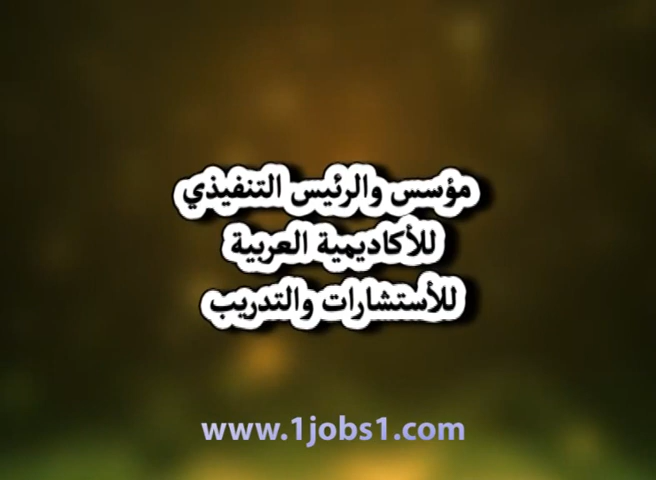 مؤسس والرئيس التنفيذي
للأكاديمية العربية
للأستشارات والتدريب
www.1jobs1.com